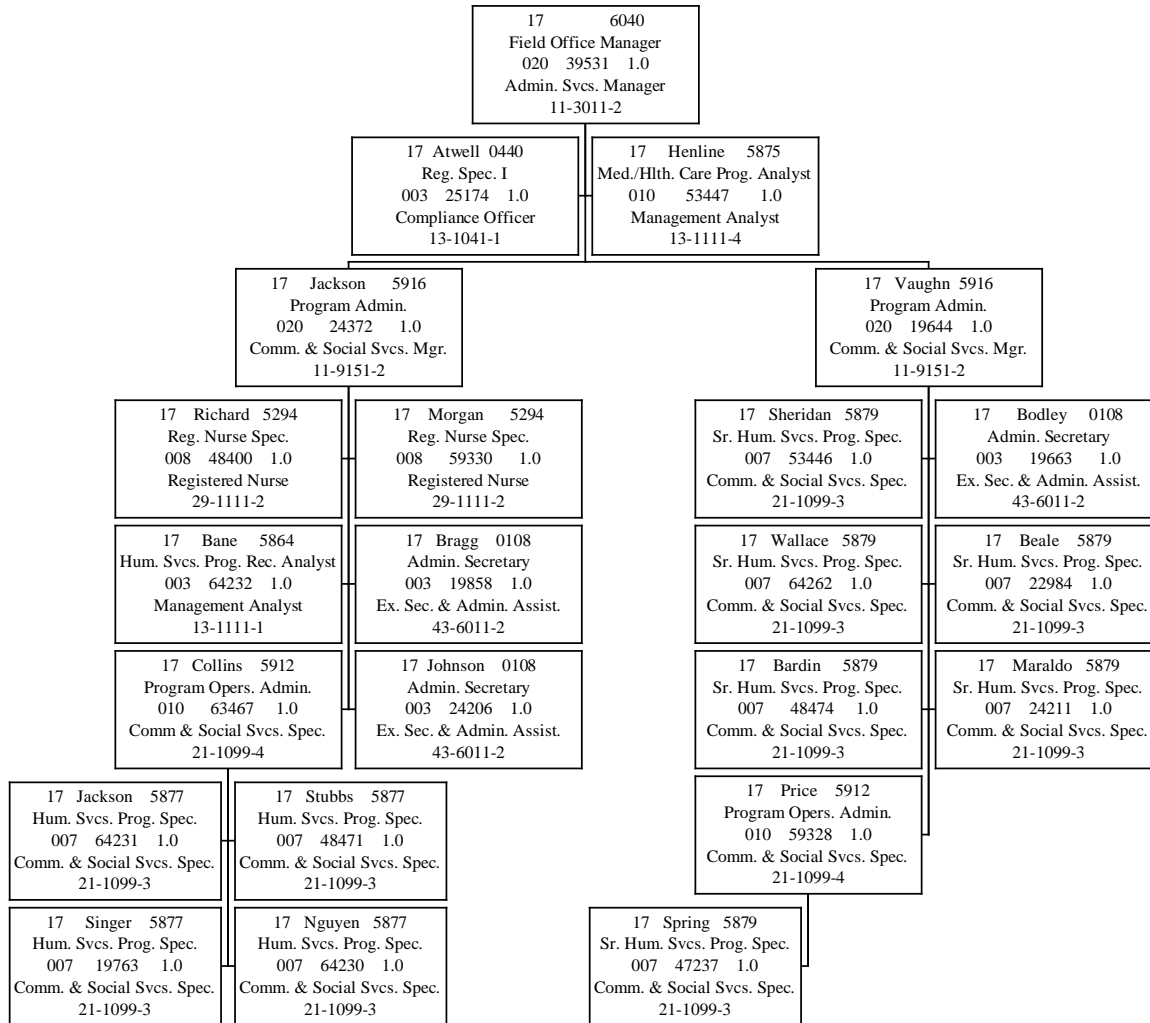 17 6040
Field Office Manager
020 39531 1.0
Admin. Svcs. Manager
11-3011-2
17 Atwell 0440
Reg. Spec. I
003 25174 1.0
Compliance Officer
13-1041-1
17 Henline 5875
Med./Hlth. Care Prog. Analyst
010 53447 1.0
Management Analyst
13-1111-4
17 Jackson 5916
Program Admin.
020 24372 1.0
Comm. & Social Svcs. Mgr.
11-9151-2
17 Vaughn 5916
Program Admin.
020 19644 1.0
Comm. & Social Svcs. Mgr.
11-9151-2
17 Richard 5294
Reg. Nurse Spec.
008 48400 1.0
Registered Nurse
29-1111-2
17 Morgan 5294
Reg. Nurse Spec.
008 59330 1.0
Registered Nurse
29-1111-2
17 Sheridan 5879
Sr. Hum. Svcs. Prog. Spec.
007 53446 1.0
Comm. & Social Svcs. Spec.
21-1099-3
17 Bodley 0108
Admin. Secretary
003 19663 1.0
Ex. Sec. & Admin. Assist.
43-6011-2
17 Bane 5864
Hum. Svcs. Prog. Rec. Analyst
003 64232 1.0
Management Analyst
13-1111-1
17 Bragg 0108
Admin. Secretary
003 19858 1.0
Ex. Sec. & Admin. Assist.
43-6011-2
17 Wallace 5879
Sr. Hum. Svcs. Prog. Spec.
007 64262 1.0
Comm. & Social Svcs. Spec.
21-1099-3
17 Beale 5879
Sr. Hum. Svcs. Prog. Spec.
007 22984 1.0
Comm. & Social Svcs. Spec.
21-1099-3
17 Collins 5912
Program Opers. Admin.
010 63467 1.0
Comm & Social Svcs. Spec.
21-1099-4
17 Johnson 0108
Admin. Secretary
003 24206 1.0
Ex. Sec. & Admin. Assist.
43-6011-2
17 Bardin 5879
Sr. Hum. Svcs. Prog. Spec.
007 48474 1.0
Comm. & Social Svcs. Spec.
21-1099-3
17 Maraldo 5879
Sr. Hum. Svcs. Prog. Spec.
007 24211 1.0
Comm. & Social Svcs. Spec.
21-1099-3
17 Jackson 5877
Hum. Svcs. Prog. Spec.
007 64231 1.0
Comm. & Social Svcs. Spec.
21-1099-3
17 Stubbs 5877
Hum. Svcs. Prog. Spec.
007 48471 1.0
Comm. & Social Svcs. Spec.
21-1099-3
17 Price 5912
Program Opers. Admin.
010 59328 1.0
Comm. & Social Svcs. Spec.
21-1099-4
17 Singer 5877
Hum. Svcs. Prog. Spec.
007 19763 1.0
Comm. & Social Svcs. Spec.
21-1099-3
17 Nguyen 5877
Hum. Svcs. Prog. Spec.
007 64230 1.0
Comm. & Social Svcs. Spec.
21-1099-3
17 Spring 5879
Sr. Hum. Svcs. Prog. Spec.
007 47237 1.0
Comm. & Social Svcs. Spec.
21-1099-3